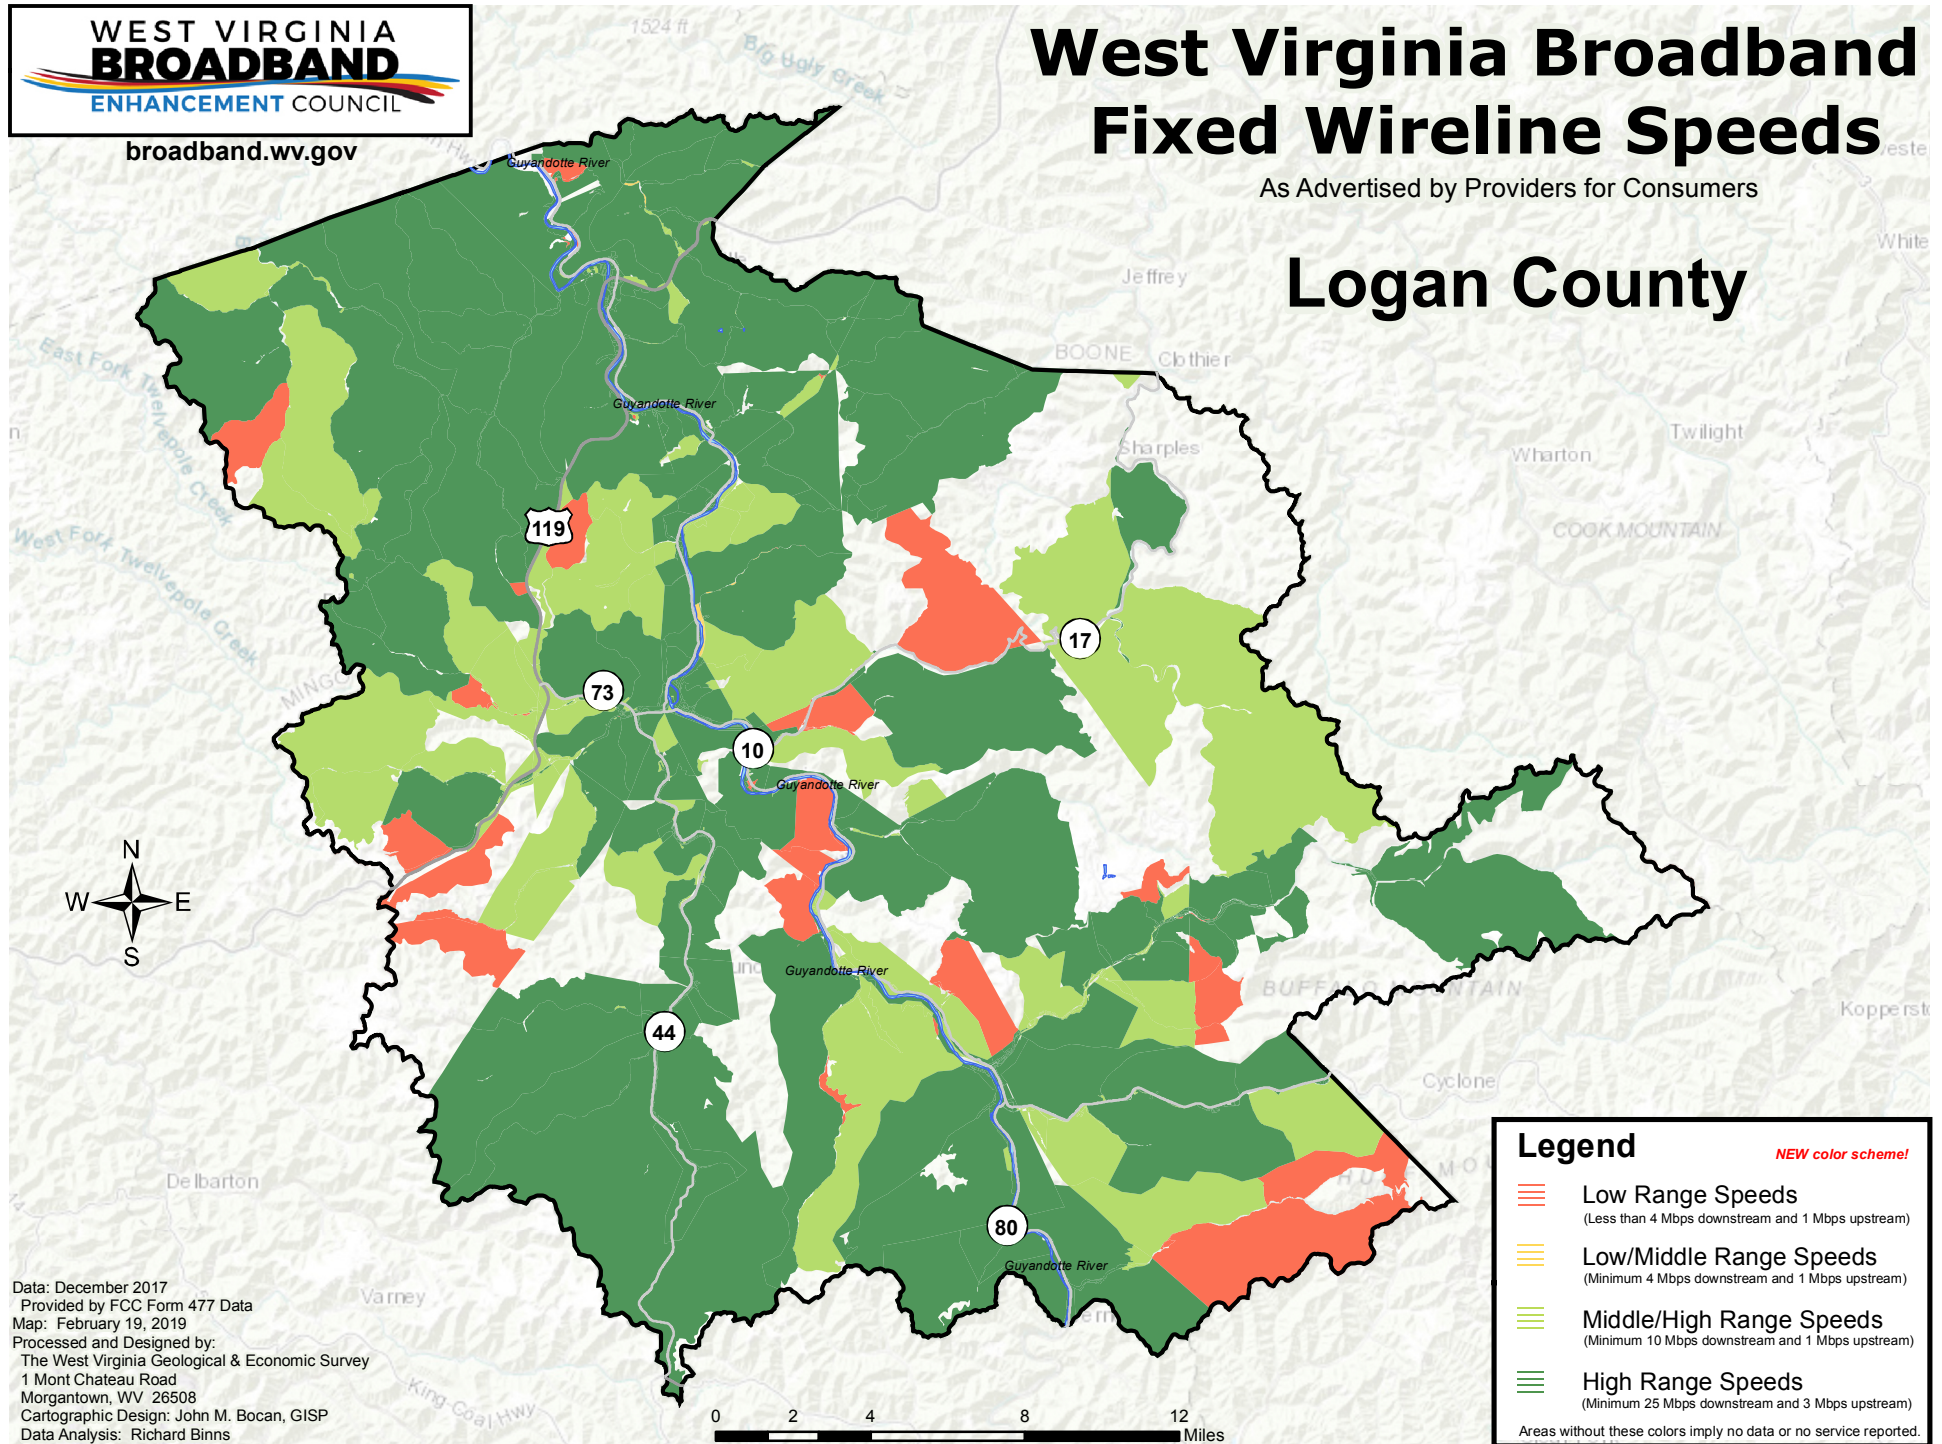 WEST VIRGINIA
BROADBAND
ENHANCEMENT COUNCIL
broadband.wv.gov
West Virginia Broadband
Fixed Wireline Speeds
As Advertised by Providers for Consumers
Logan County
1524 ft
Big Ugly Creek
Guyandotte River
Jeffrey
White
BOONE
Clothier
East Fork Twelvepole Creek
Guyandotte River
Sharples
Twilight
Wharton
119
COOK MOUNTAIN
West Fork Twelvepole Creek
17
MINGO
73
10
Guyandotte River
N
W
E
S
Guyandotte River
BUFFALO MOUNTAIN
44
Cyclone
Delbarton
80
Guyandotte River
Varney
King Coal Hwy
Legend
NEW color scheme!
Low Range Speeds
(Less than 4 Mbps downstream and 1 Mbps upstream)
Low/Middle Range Speeds
(Minimum 4 Mbps downstream and 1 Mbps upstream)
Middle/High Range Speeds
(Minimum 10 Mbps downstream and 1 Mbps upstream)
High Range Speeds
(Minimum 25 Mbps downstream and 3 Mbps upstream)
Areas without these colors imply no data or no service reported.
Data: December 2017
Provided by FCC Form 477 Data
Map: February 19, 2019
Processed and Designed by:
The West Virginia Geological & Economic Survey
1 Mont Chateau Road
Morgantown, WV 26508
Cartographic Design: John M. Bocan, GISP
Data Analysis: Richard Binns
0 2 4 8 12
Miles